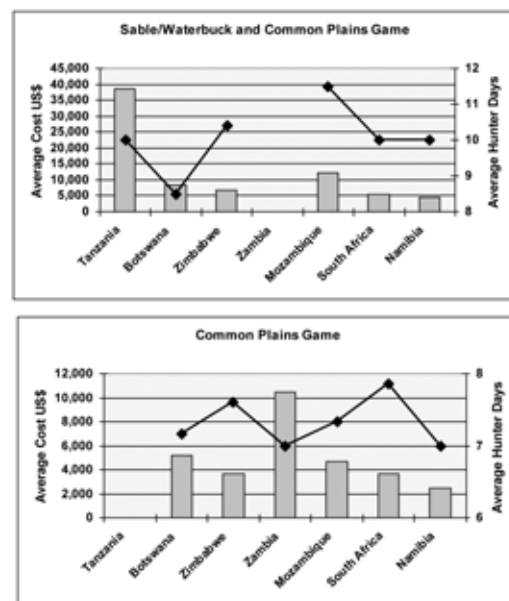 Sable/Waterbuck and Common Plains Game
Average Cost US$
45,000
40,000
35,000
30,000
25,000
20,000
15,000
10,000
5,000
0
12
11
10
9
8
Average Hunter Days
Tanzania
Botswana
Zimbabwe
Zambia
Mozambique
South Africa
Namibia
Common Plains Game
Average Cost US$
12,000
10,000
8,000
6,000
4,000
2,000
0
8
7
6
Average Hunter Days
Tanzania
Botswana
Zimbabwe
Zambia
Mozambique
South Africa
Namibia